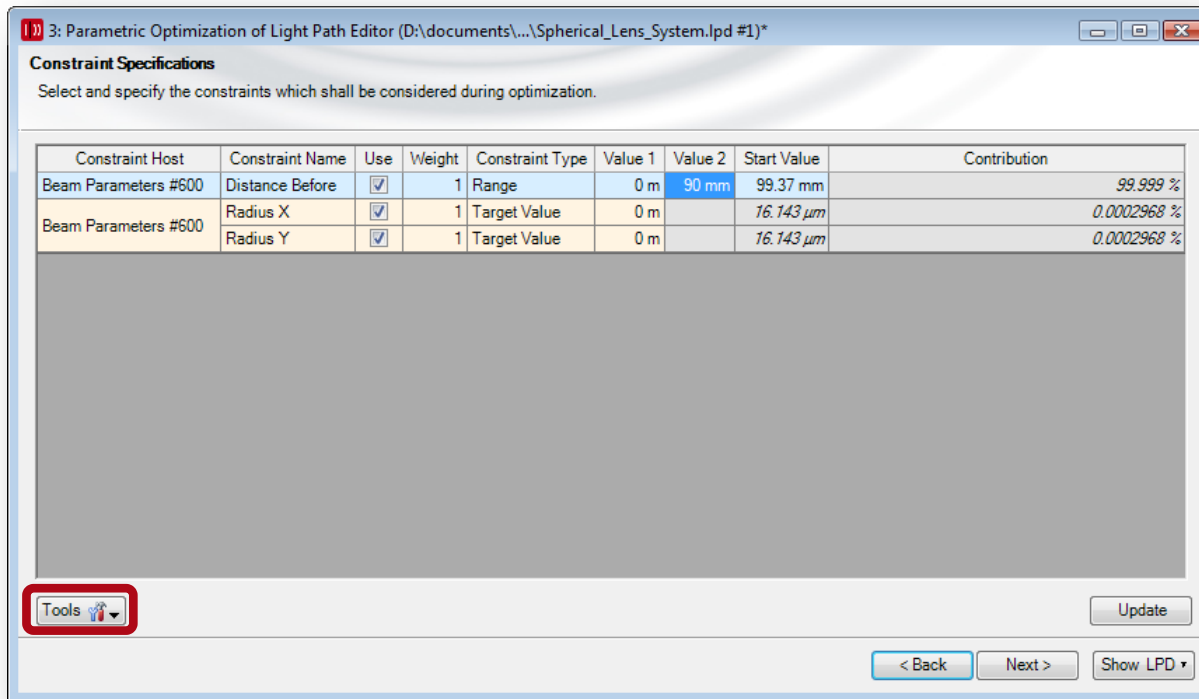 3: Parametric Optimization of Light Path Editor (D:\documents\...\Spherical_Lens_System.lpd #1)*
Constraint Specifications
Select and specify the constraints which shall be considered during optimization.
Constraint Host Constraint Name Use Weight Constraint Type Value 1 Value 2 Start Value Contribution
Beam Parameters #600 Distance Before 1 Range 0 m 90 mm 99.37 mm 99.999 %
Beam Parameters #600 Radius X 1 Target Value 0 m 16.143 µm 0.0002968 %
Radius Y 1 Target Value 0 m 16.143 µm 0.0002968 %
Tools Update
< Back Next > Show LPD